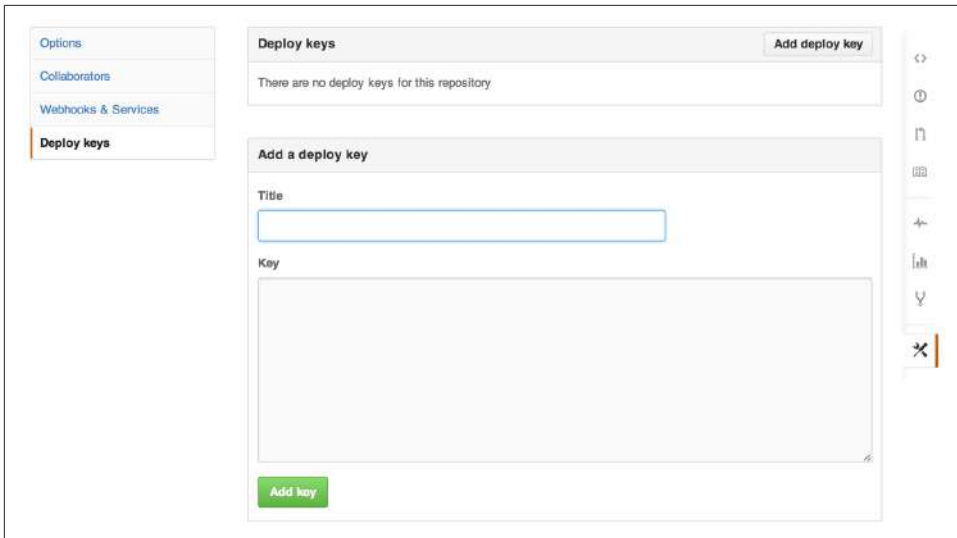 Options
Collaborators
Webhooks & Services
Deploy keys
Deploy keys
Add deploy key
There are no deploy keys for this repository
Add a deploy key
Title
Key
Add key